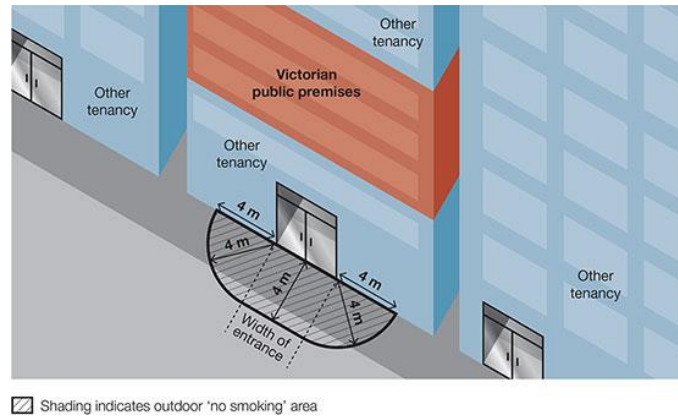 Other
tenancy
Other
tenancy
Victorian
public premises
Other
tenancy
4 m
4 m
4 m
4 m
4 m
Width of
entrance
Other
tenancy
Shading indicates outdoor ‘no smoking’ area